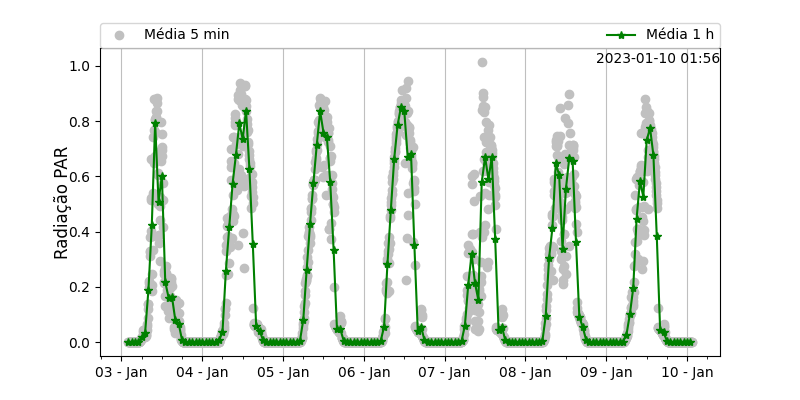 Média 5 min
Média 1 h
2023-01-10 01:56
Radiação PAR
1.0
0.8
0.6
0.4
0.2
0.0
03 - Jan
04 - Jan
05 - Jan
06 - Jan
07 - Jan
08 - Jan
09 - Jan
10 - Jan